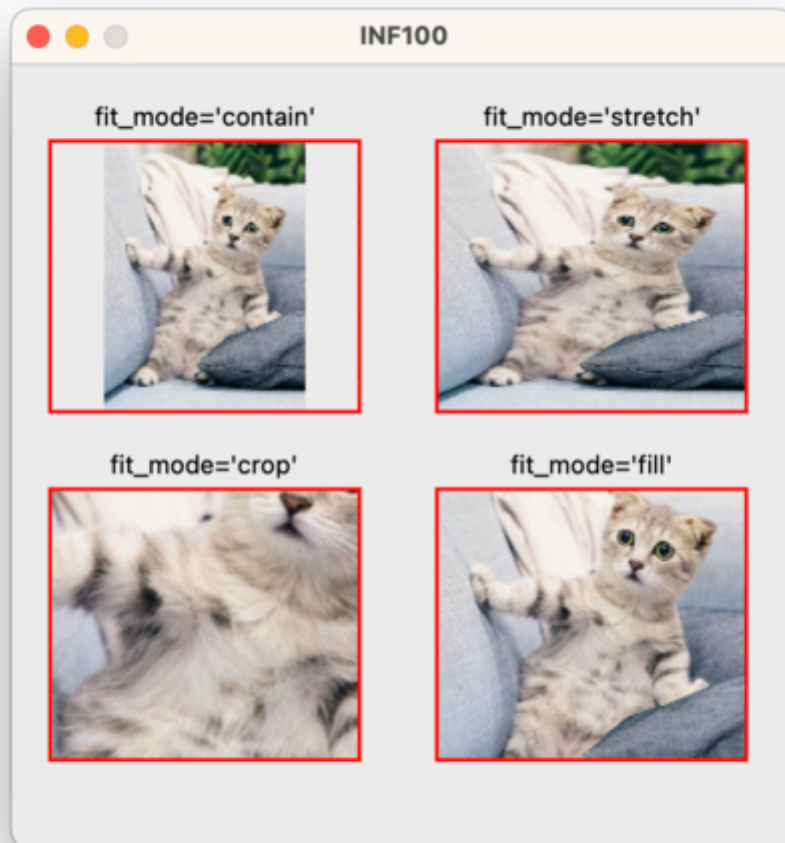 INF100
fit_mode='contain'
fit_mode='stretch'
fit_mode='crop'
fit_mode='fill'